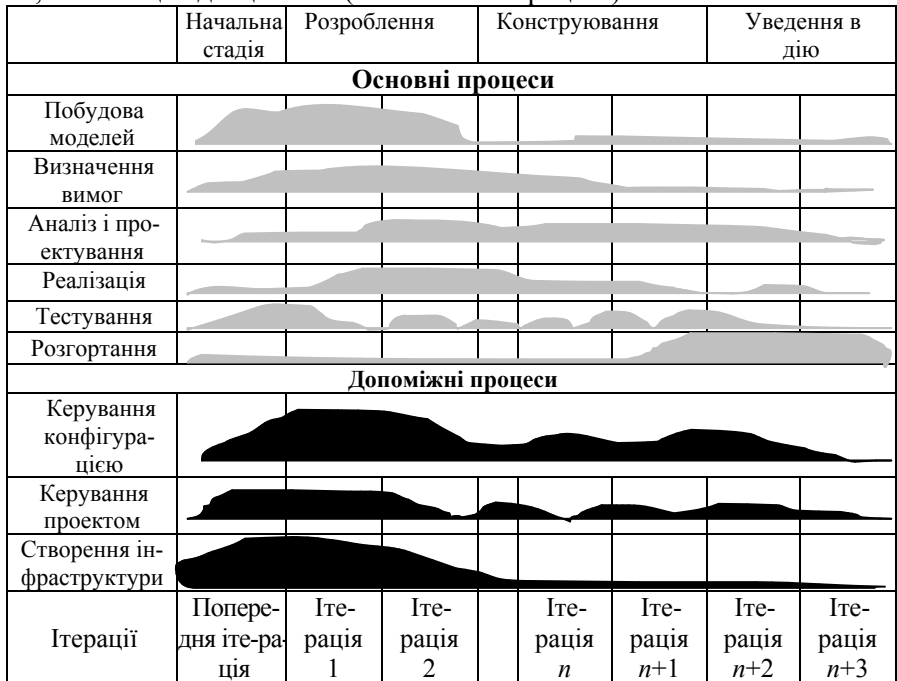 Начальна Розроблення Конструювання Уведення в
стадія дію
Основні процеси
Побудова
моделей
Визначення
вимог
Аналіз і про-
ектування
Реалізація
Тестування
Розгортання
Допоміжні процеси
Керування
конфігура-
цією
Керування
проектом
Створення ін-
фраструктури
Ітерації
Попере-
дня іте-ра-
ція
Іте-
рація
1
Іте-
рація
2
Іте-
рація
n
Іте-
рація
n+1
Іте-
рація
n+2
Іте-
рація
n+3